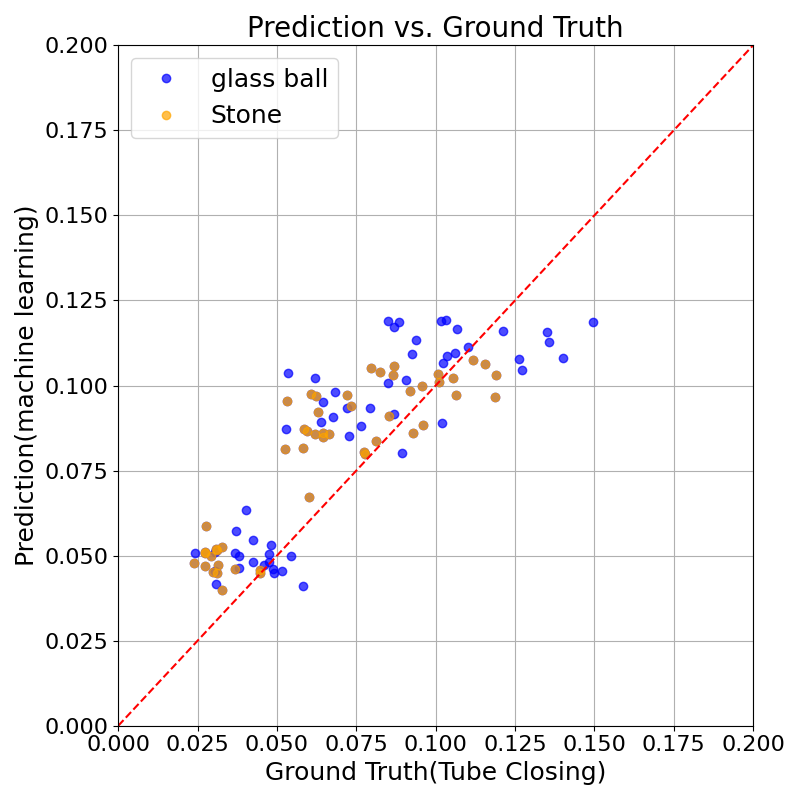 Prediction vs. Ground Truth
glass ball
Stone
Prediction(machine learning)
0.200
0.175
0.150
0.125
0.100
0.075
0.050
0.025
0.000
0.000 0.025 0.050 0.075 0.100 0.125 0.150 0.175 0.200
Ground Truth(Tube Closing)